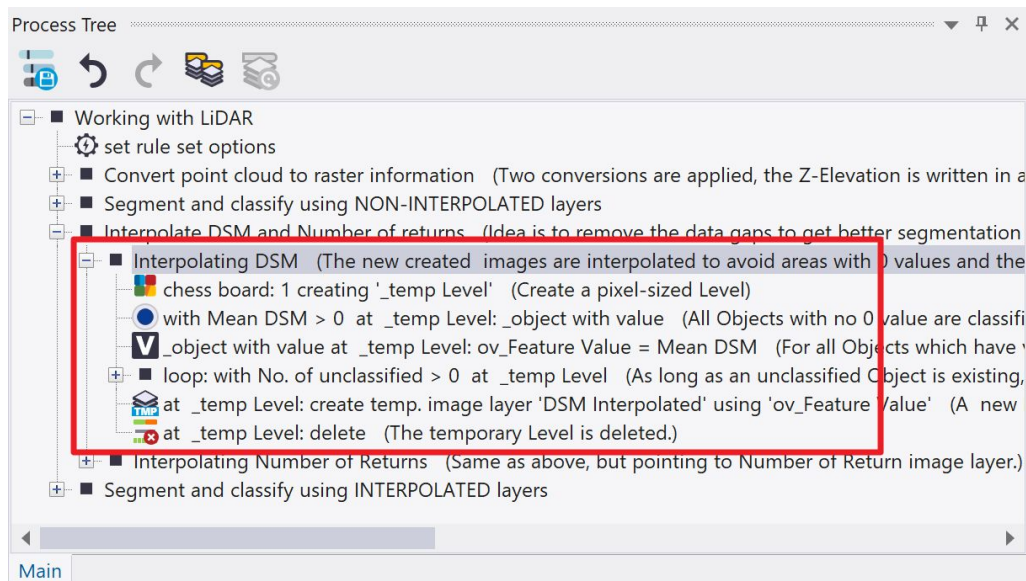 Process Tree
Working with LiDAR
set rule set options
Convert point cloud to raster information (Two conversions are applied, the Z-Elevation is written in a
Segment and classify using NON-INTERPOLATED layers
Interpolate DSM and Number of returns (Idea is to remove the data gaps to get better segmentation
Interpolating DSM (The new created images are interpolated to avoid areas with 0 values and the
chess board: 1 creating '_temp Level' (Create a pixel-sized Level)
with Mean DSM > 0 at _temp Level: _object with value (All Objects with no 0 value are classifi
V _object with value at _temp Level: ov_Feature Value = Mean DSM (For all Objects which have
loop: with No. of unclassified > 0 at _temp Level (As long as an unclassified Object is existing,
TMP at _temp Level: create temp. image layer 'DSM Interpolated' using 'ov_Feature Value' (A new
at _temp Level: delete (The temporary Level is deleted.)
Interpolating Number of Returns (Same as above, but pointing to Number of Return image layer.)
Segment and classify using INTERPOLATED layers
Main